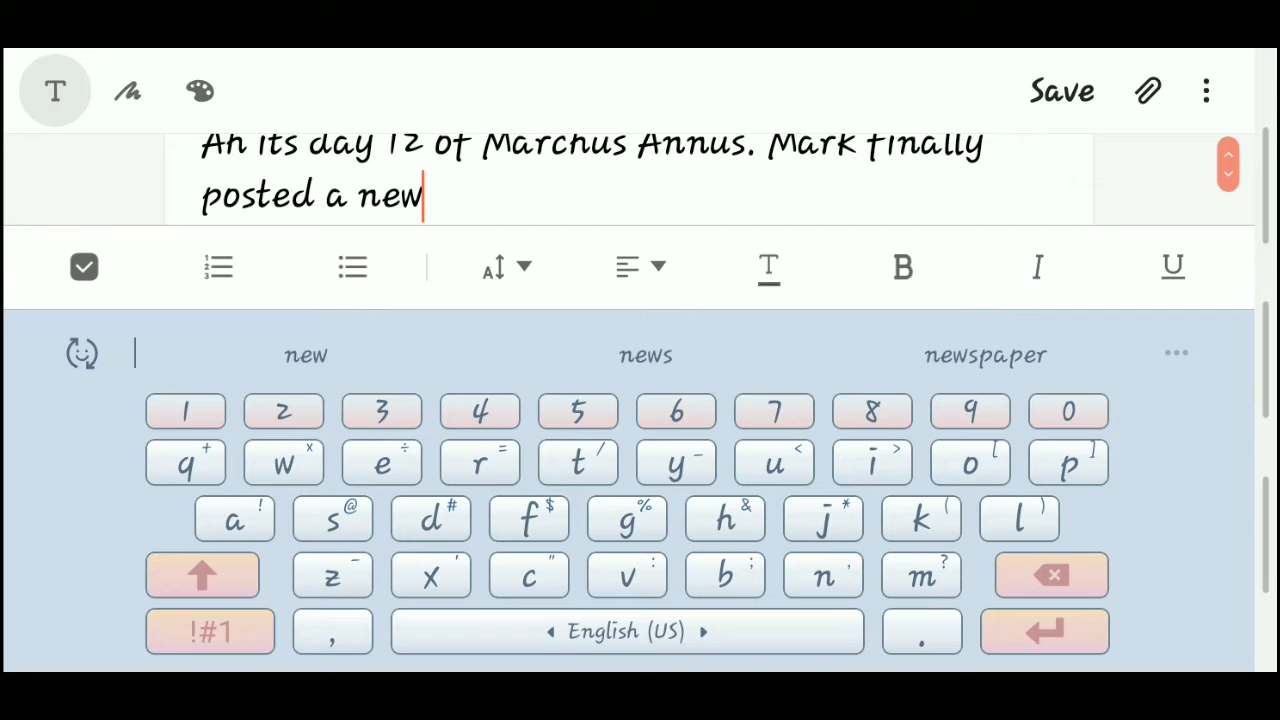 T Save
Ah its day 12 of Marchus Annus. Mark finally
posted a new
A T B I U
new news newspaper
1 2 3 4 5 6 7 8 9 0
q + w x e ÷ r = t / y - u < i > o [ p ]
a ! s @ d # f $ g % h & j * k ( l )
z - x ' c " v : b ; n , m ?
!#1 , English (US) .